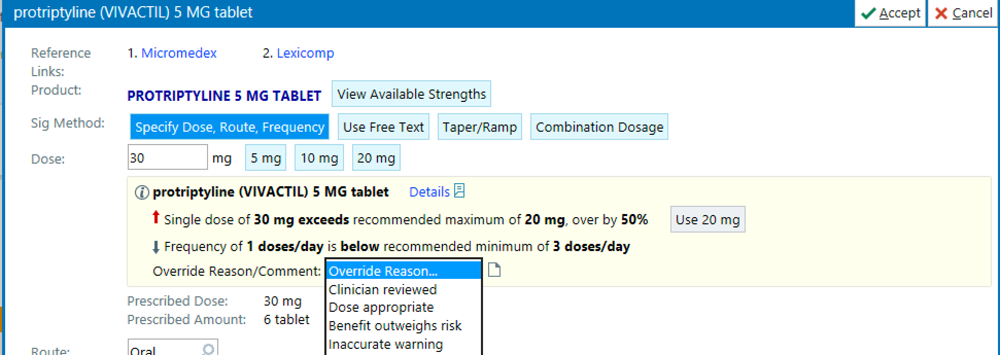 protriptyline (VIVACTIL) 5 MG tablet
Accept
Cancel
Reference Links:
1. Micromedex
2. Lexicomp
Product:
PROTRIPTYLINE 5 MG TABLET
View Available Strengths
Sig Method:
Specify Dose, Route, Frequency
Use Free Text
Taper/Ramp
Combination Dosage
Dose:
30 mg
5 mg
10 mg
20 mg
protriptyline (VIVACTIL) 5 MG tablet
Details
Single dose of 30 mg exceeds recommended maximum of 20 mg, over by 50%
Use 20 mg
Frequency of 1 doses/day is below recommended minimum of 3 doses/day
Override Reason/Comment:
Override Reason...
Clinician reviewed
Dose appropriate
Benefit outweighs risk
Inaccurate warning
Prescribed Dose: 30 mg
Prescribed Amount: 6 tablet
Route:
Oral